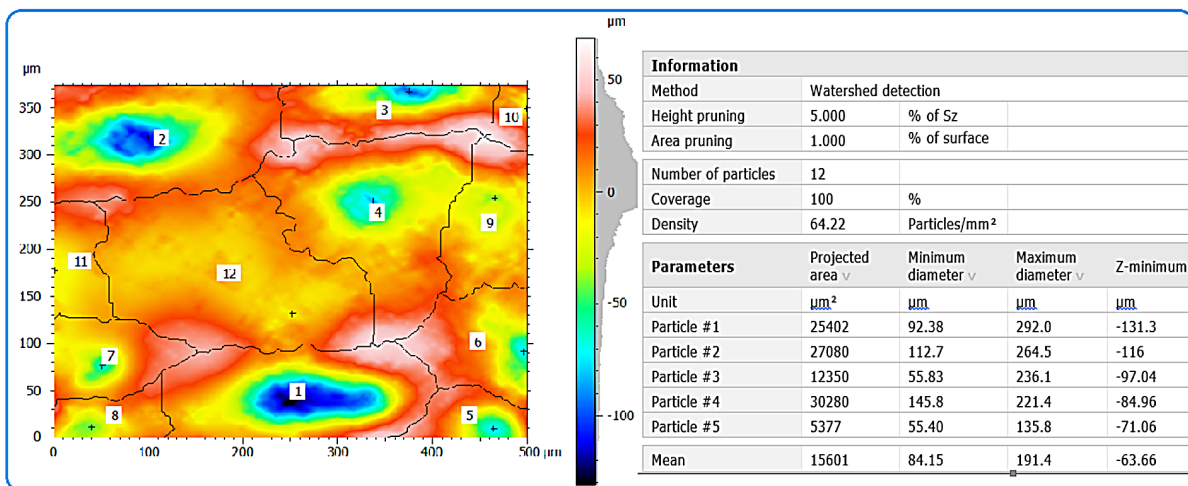 µm
350
300
250
200
150
100
50
0
0 100 200 300 400 500 µm
1
2
3
4
5
6
7
8
9
10
11
12
µm
50
0
-50
-100
Information
Method Watershed detection
Height pruning 5.000 % of Sz
Area pruning 1.000 % of surface
Number of particles 12
Coverage 100 %
Density 64.22 Particles/mm²
Parameters Projected area Minimum diameter Maximum diameter Z-minimum
Unit µm² µm µm µm
Particle #1 25402 92.38 292.0 -131.3
Particle #2 27080 112.7 264.5 -116
Particle #3 12350 55.83 236.1 -97.04
Particle #4 30280 145.8 221.4 -84.96
Particle #5 5377 55.40 135.8 -71.06
Mean 15601 84.15 191.4 -63.66